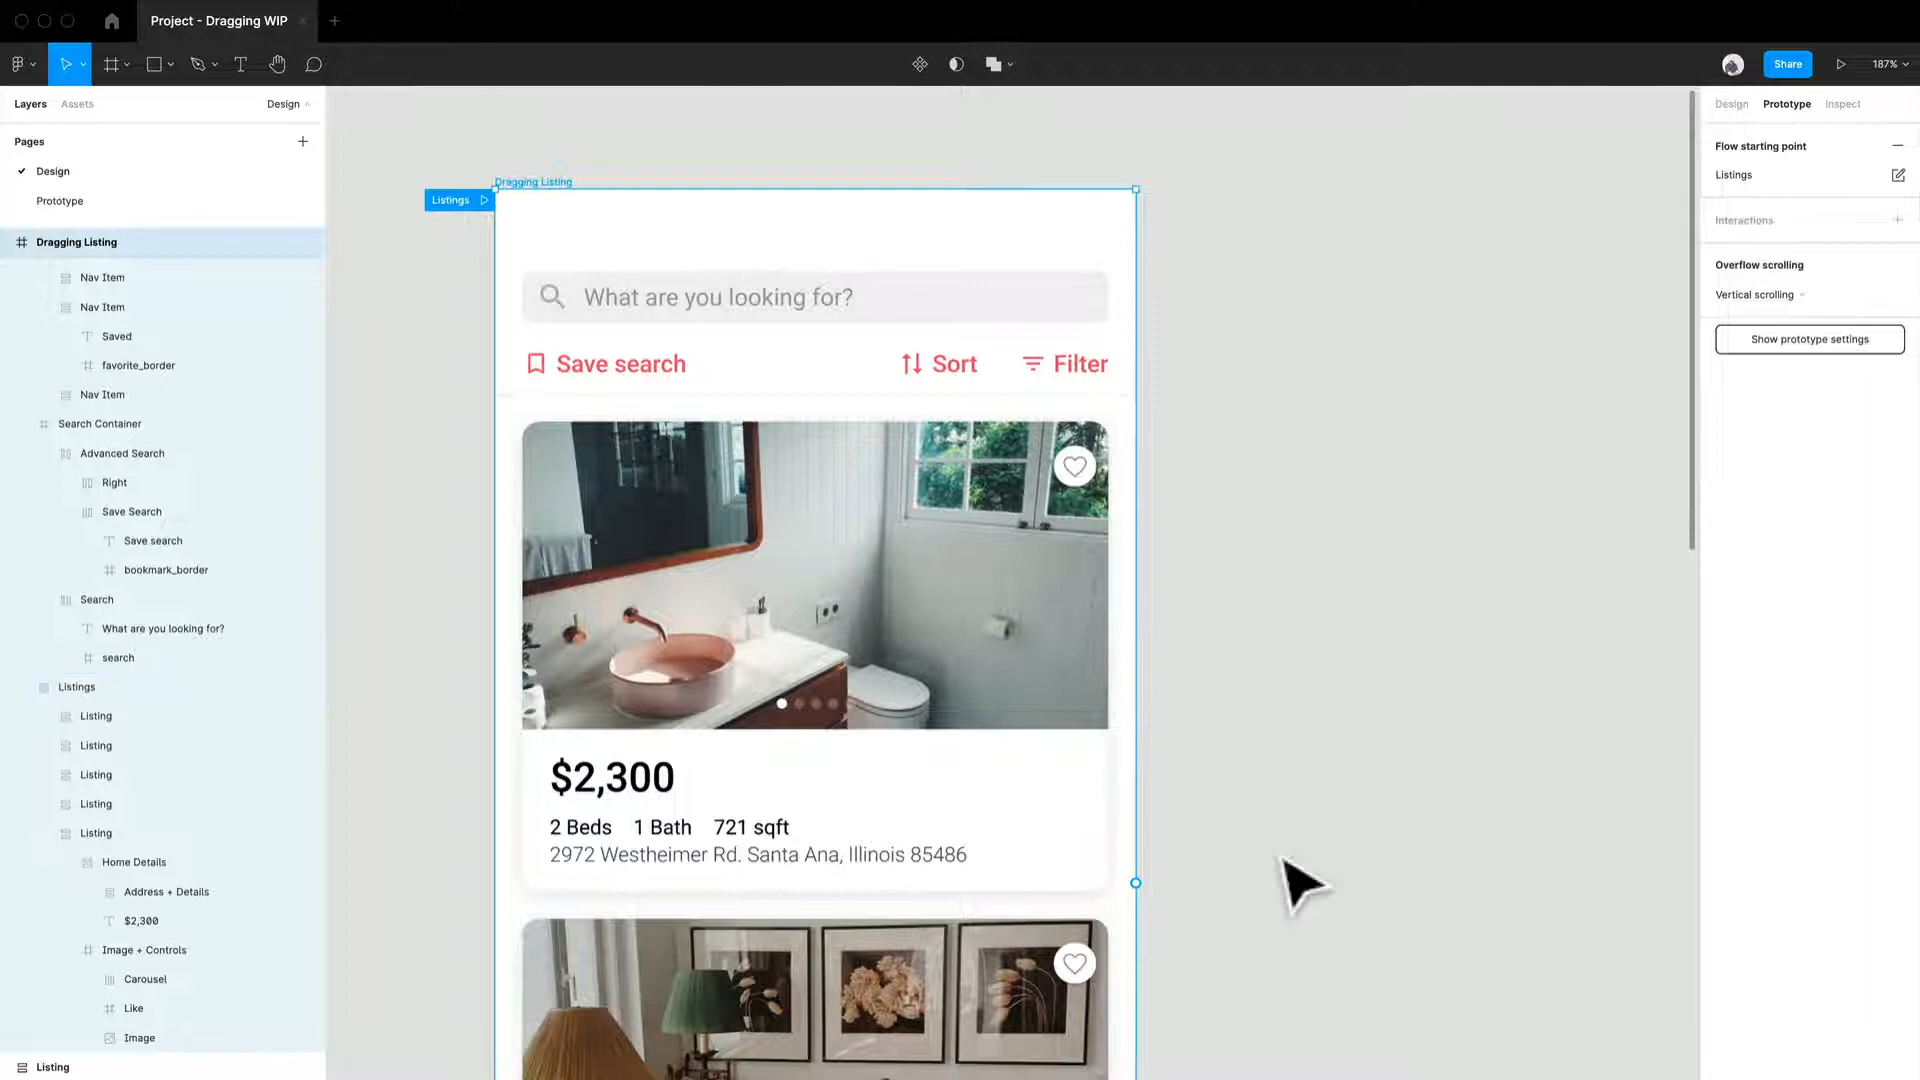 Project - Dragging WIP
Share
187%
Layers
Assets
Design
Pages
Design
Prototype
Dragging Listing
Nav Item
Nav Item
Saved
favorite_border
Nav Item
Search Container
Advanced Search
Right
Save Search
Save search
bookmark_border
Search
What are you looking for?
search
Listings
Listing
Listing
Listing
Listing
Listing
Home Details
Address + Details
$2,300
Image + Controls
Carousel
Like
Image
Listing
Dragging Listing
Listings
What are you looking for?
Save search
Sort
Filter
$2,300
2 Beds 1 Bath 721 sqft
2972 Westheimer Rd. Santa Ana, Illinois 85486
Design
Prototype
Inspect
Flow starting point
Listings
Interactions
Overflow scrolling
Vertical scrolling
Show prototype settings